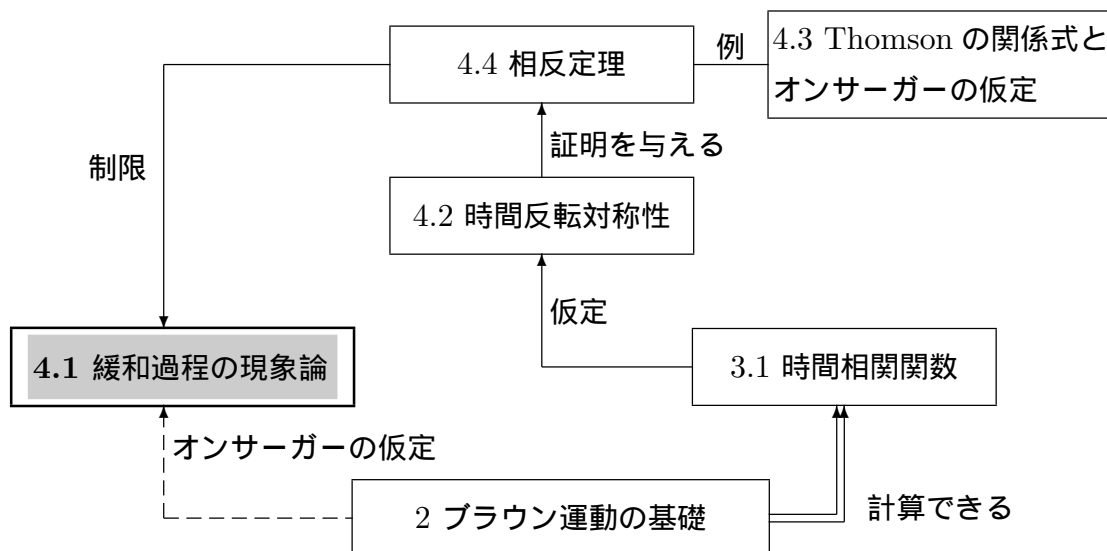 4.4 相反定理
例
4.3 Thomson の関係式と
オンサーガーの仮定
制限
証明を与える
4.2 時間反転対称性
仮定
4.1 緩和過程の現象論
3.1 時間相関関数
オンサーガーの仮定
2 ブラウン運動の基礎
計算できる